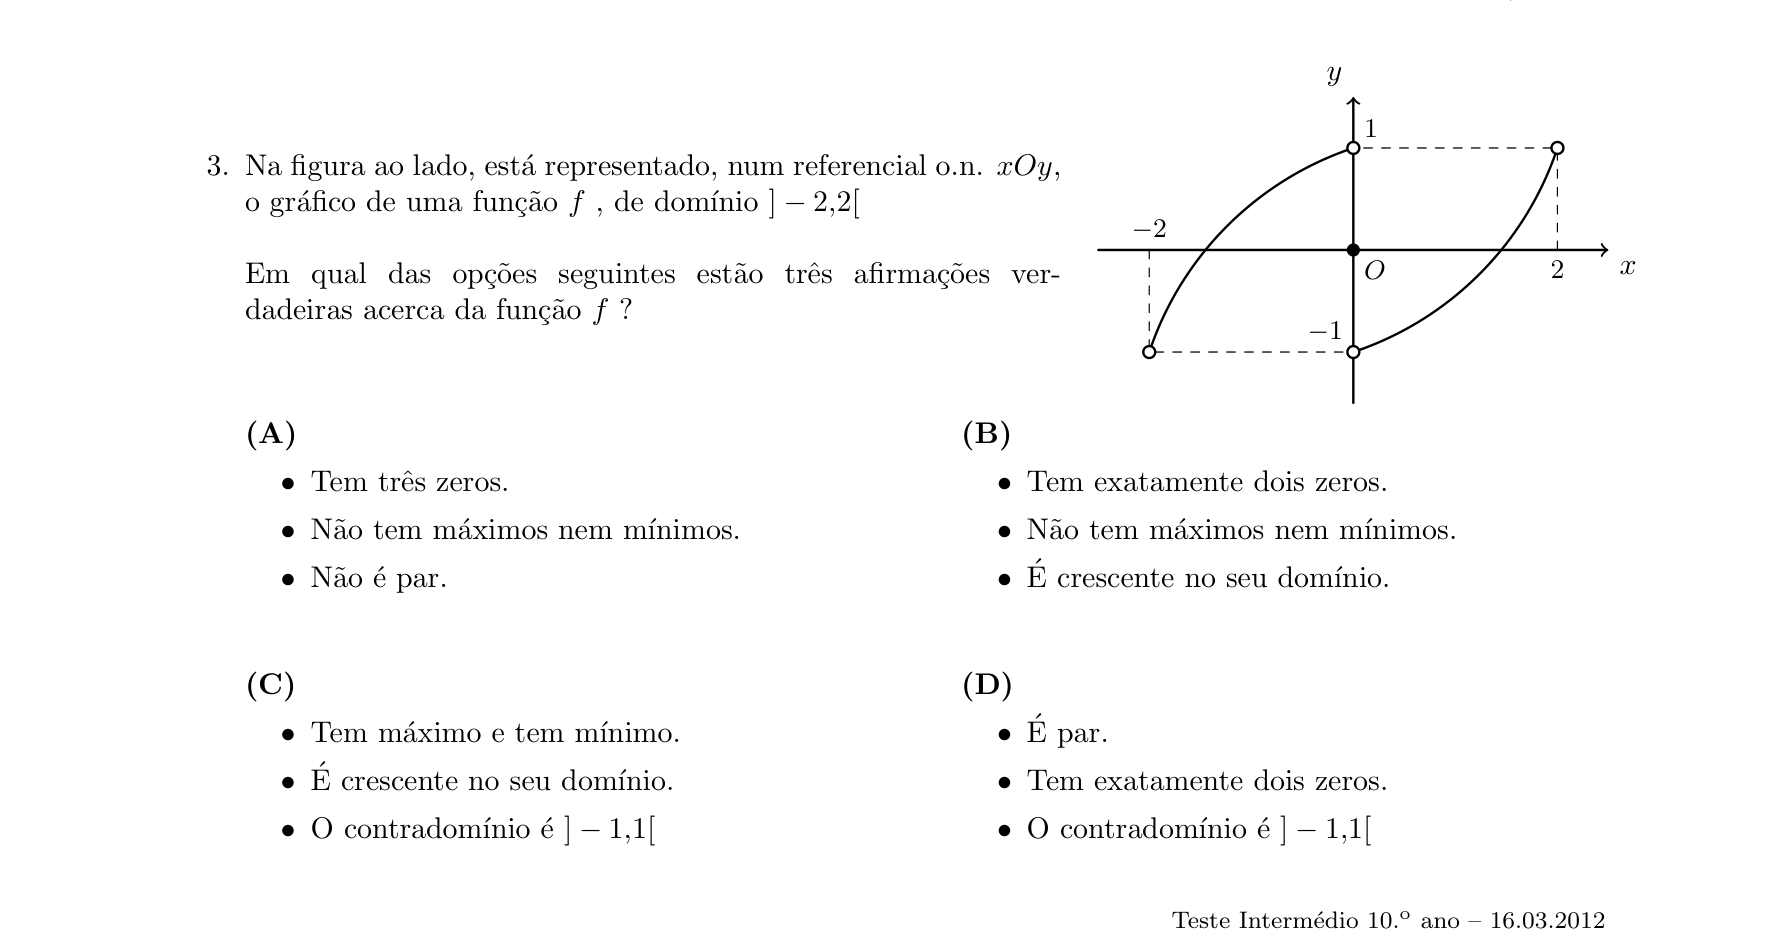 3. Na figura ao lado, está representado, num referencial o.n. xOy,
o gráfico de uma função f , de domínio ] − 2,2[
Em qual das opções seguintes estão três afirmações ver-
dadeiras acerca da função f ?
y
1
−2
O
2
x
−1
(A)
• Tem três zeros.
• Não tem máximos nem mínimos.
• Não é par.
(B)
• Tem exatamente dois zeros.
• Não tem máximos nem mínimos.
• É crescente no seu domínio.
(C)
• Tem máximo e tem mínimo.
• É crescente no seu domínio.
• O contradomínio é ] − 1,1[
(D)
• É par.
• Tem exatamente dois zeros.
• O contradomínio é ] − 1,1[
Teste Intermédio 10.º ano – 16.03.2012